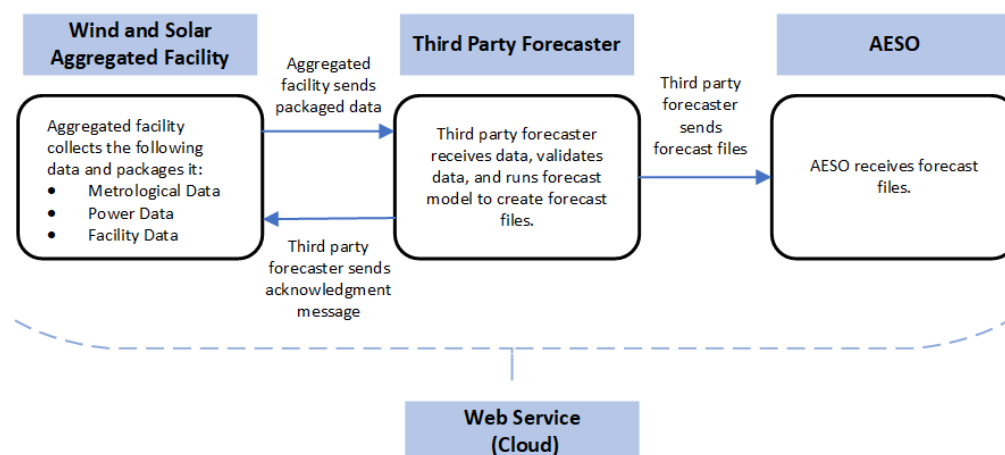 Wind and Solar
Aggregated Facility
Third Party Forecaster
AESO
Aggregated
facility sends
packaged data
Third party
forecaster
sends
forecast files
Aggregated facility
collects the following
data and packages it:
• Metrological Data
• Power Data
• Facility Data
Third party forecaster
receives data, validates
data, and runs forecast
model to create forecast
files.
AESO receives forecast
files.
Third party
forecaster sends
acknowledgment
message
Web Service
(Cloud)